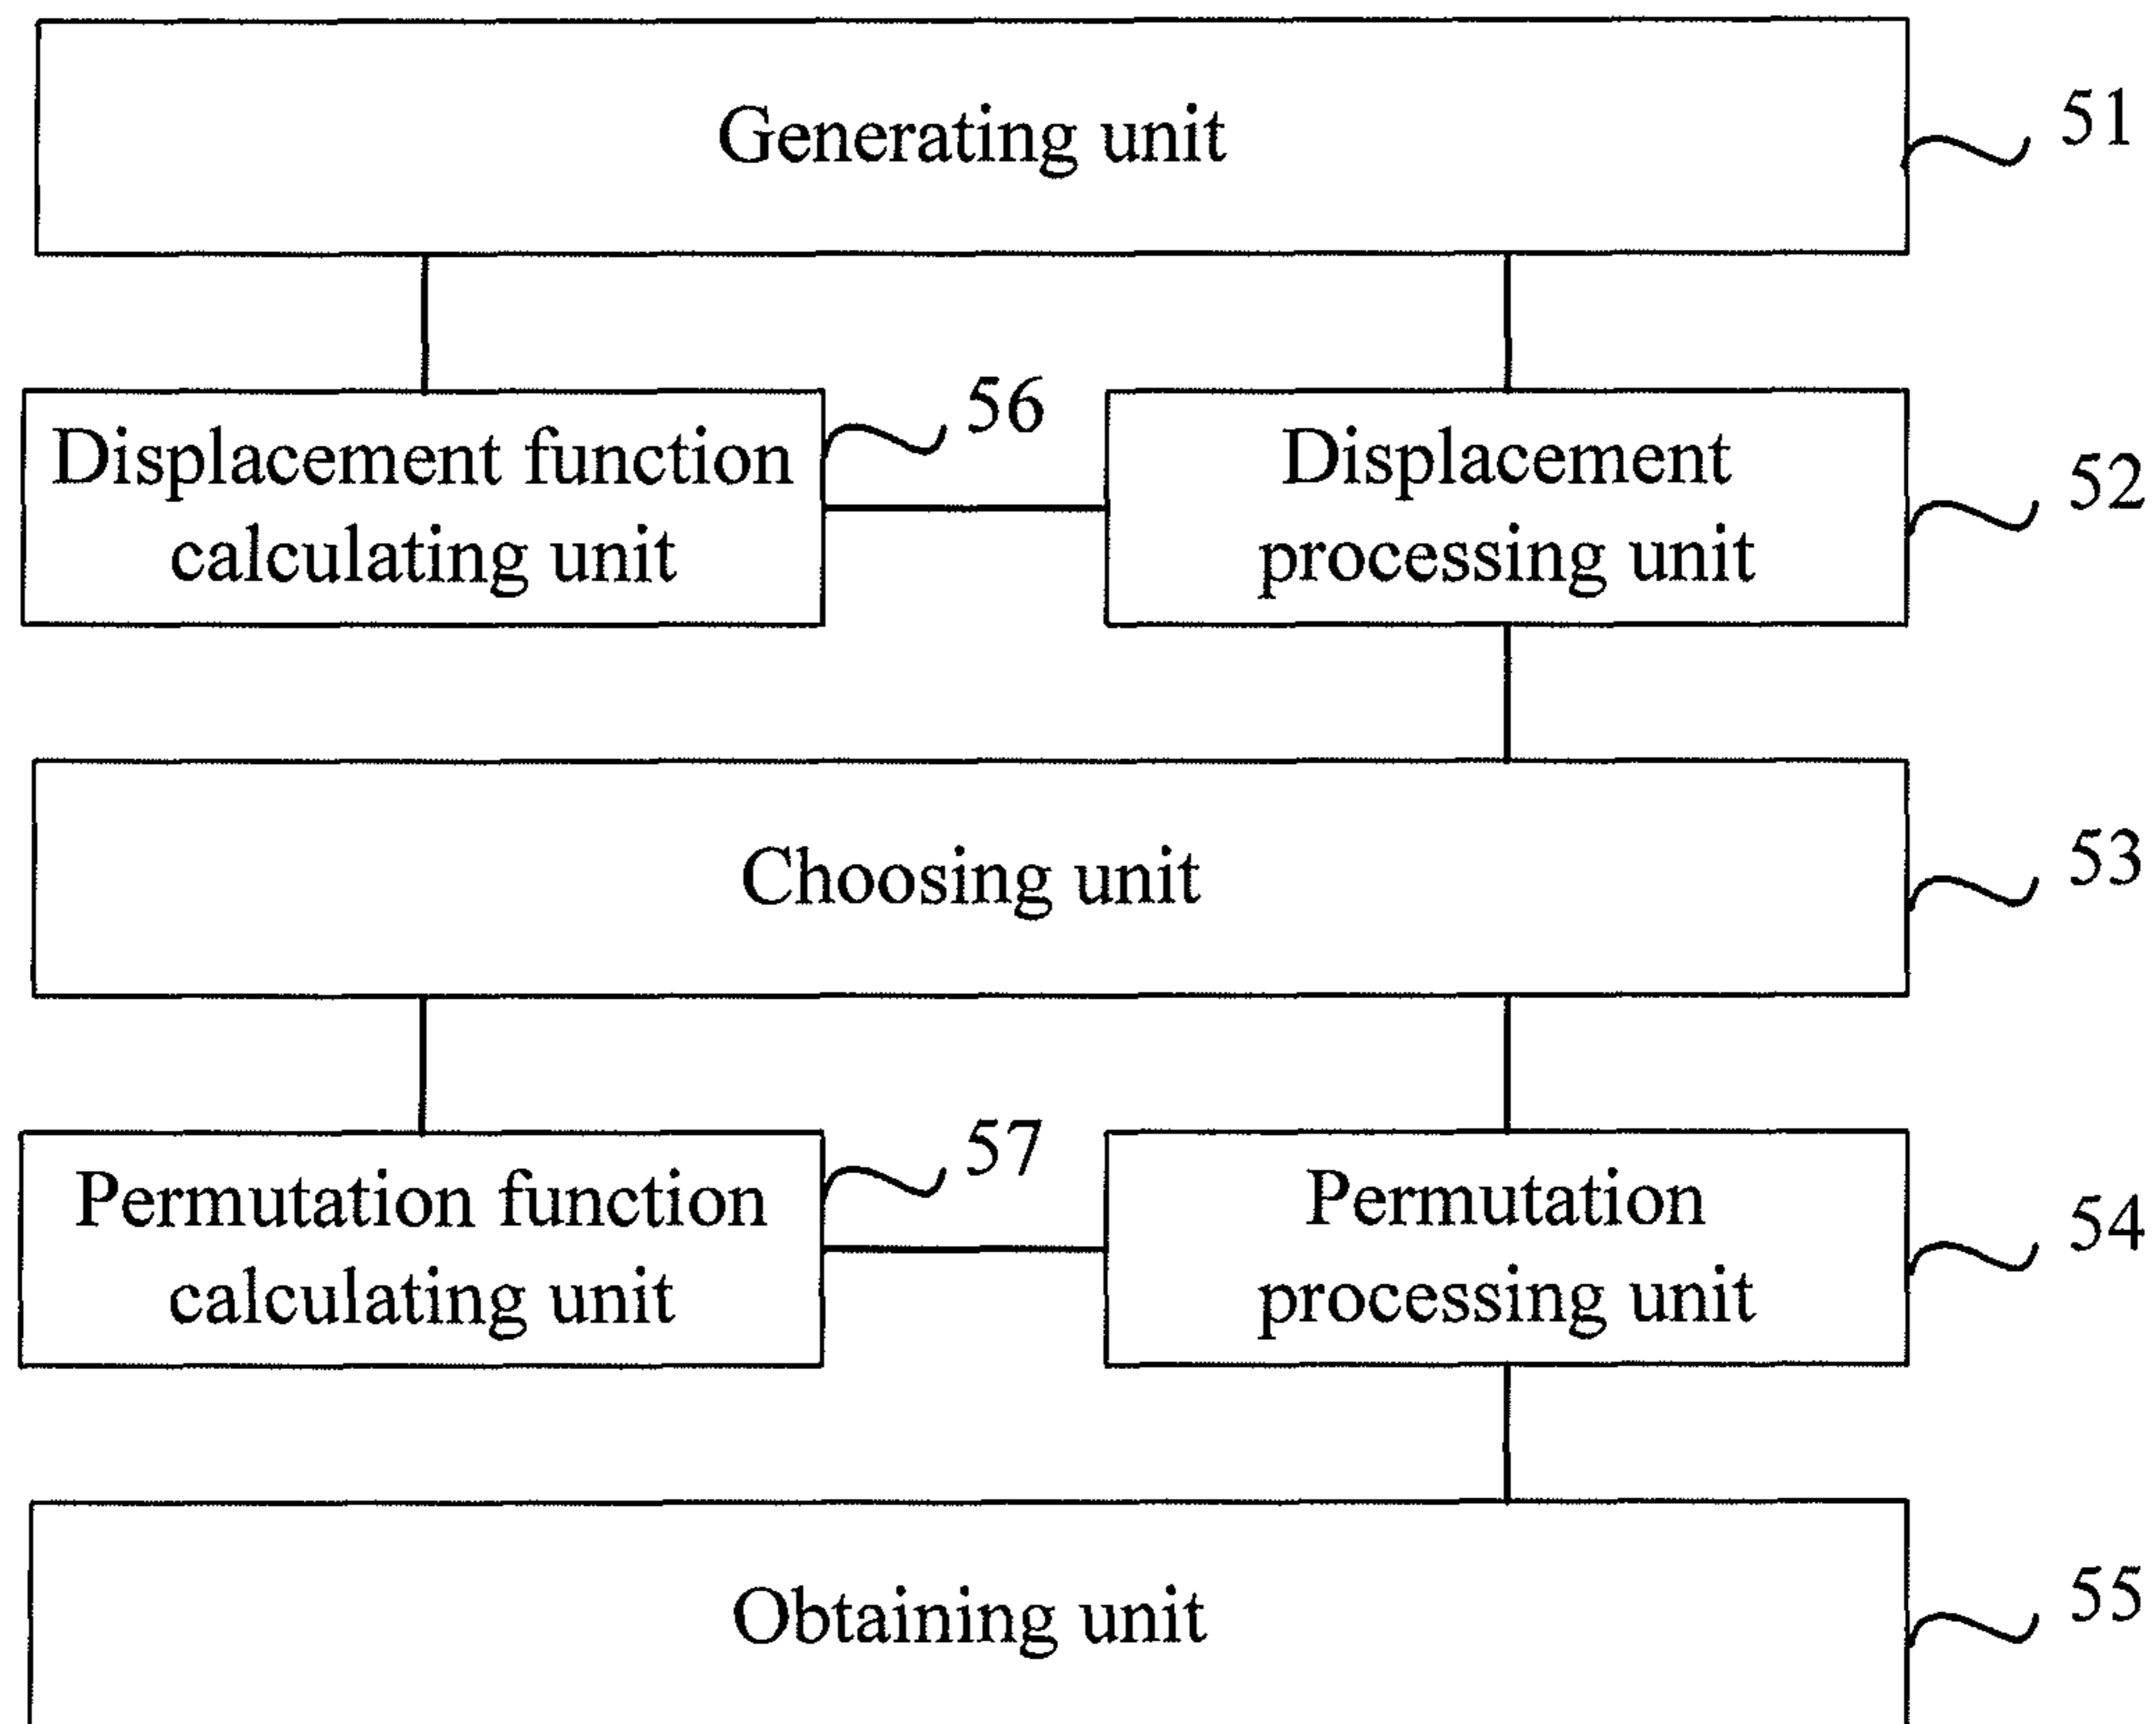 Generating unit
51
Displacement function
calculating unit
56
Displacement
processing unit
52
Choosing unit
53
Permutation function
calculating unit
57
Permutation
processing unit
54
Obtaining unit
55